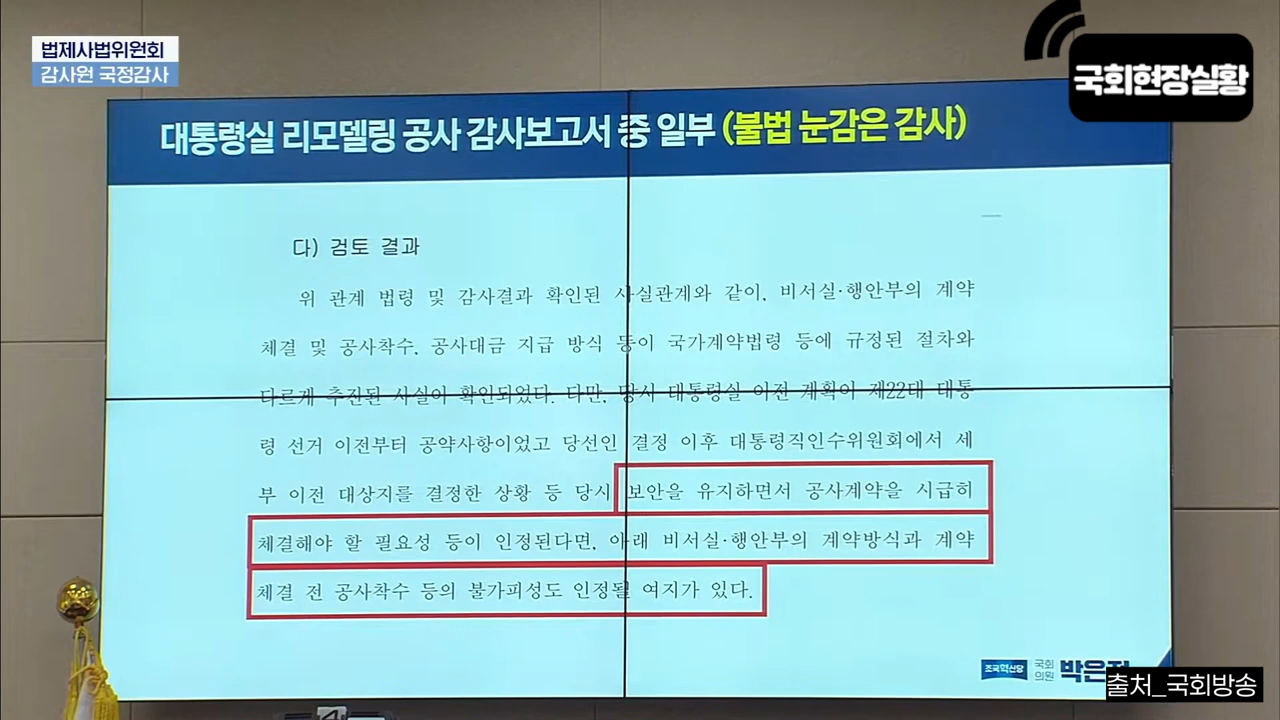 법제사법위원회
감사원 국정감사
국회현장실황
대통령실 리모델링 공사 감사보고서 중 일부 (불법 눈감은 감사)
다) 검토 결과
위 관계 법령 및 감사결과 확인된 사실관계와 같이, 비서실·행안부의 계약
체결 및 공사착수, 공사대금 지급 방식 등이 국가계약법령 등에 규정된 절차와
다르게 추진된 사실이 확인되었다. 다만, 당시 대통령실 이전 계획이 제22대 대통
령 선거 이전부터 공약사항이었고 당선인 결정 이후 대통령직인수위원회에서 세
부 이전 대상지를 결정한 상황 등 당시 보안을 유지하면서 공사계약을 시급히
체결해야 할 필요성 등이 인정된다면, 아래 비서실·행안부의 계약방식과 계약
체결 전 공사착수 등의 불가피성도 인정될 여지가 있다.
조국혁신당 국회의원 박은정
출처_국회방송